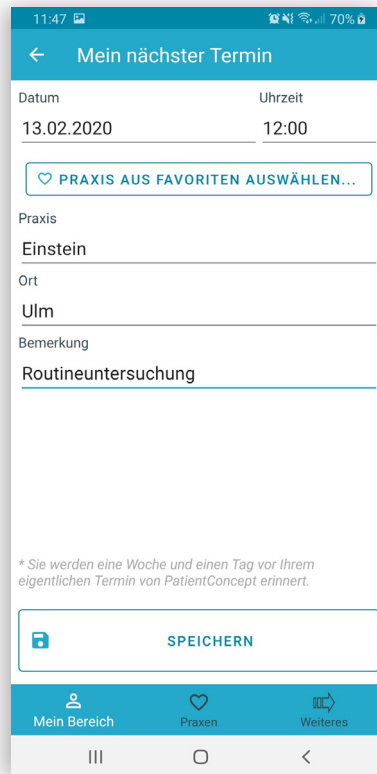 11:47 70%
Mein nächster Termin
Datum Uhrzeit
13.02.2020 12:00
PRAXIS AUS FAVORITEN AUSWÄHLEN...
Praxis
Einstein
Ort
Ulm
Bemerkung
Routineuntersuchung
* Sie werden eine Woche und einen Tag vor Ihrem
eigentlichen Termin von PatientConcept erinnert.
SPEICHERN
Mein Bereich Praxen Weiteres